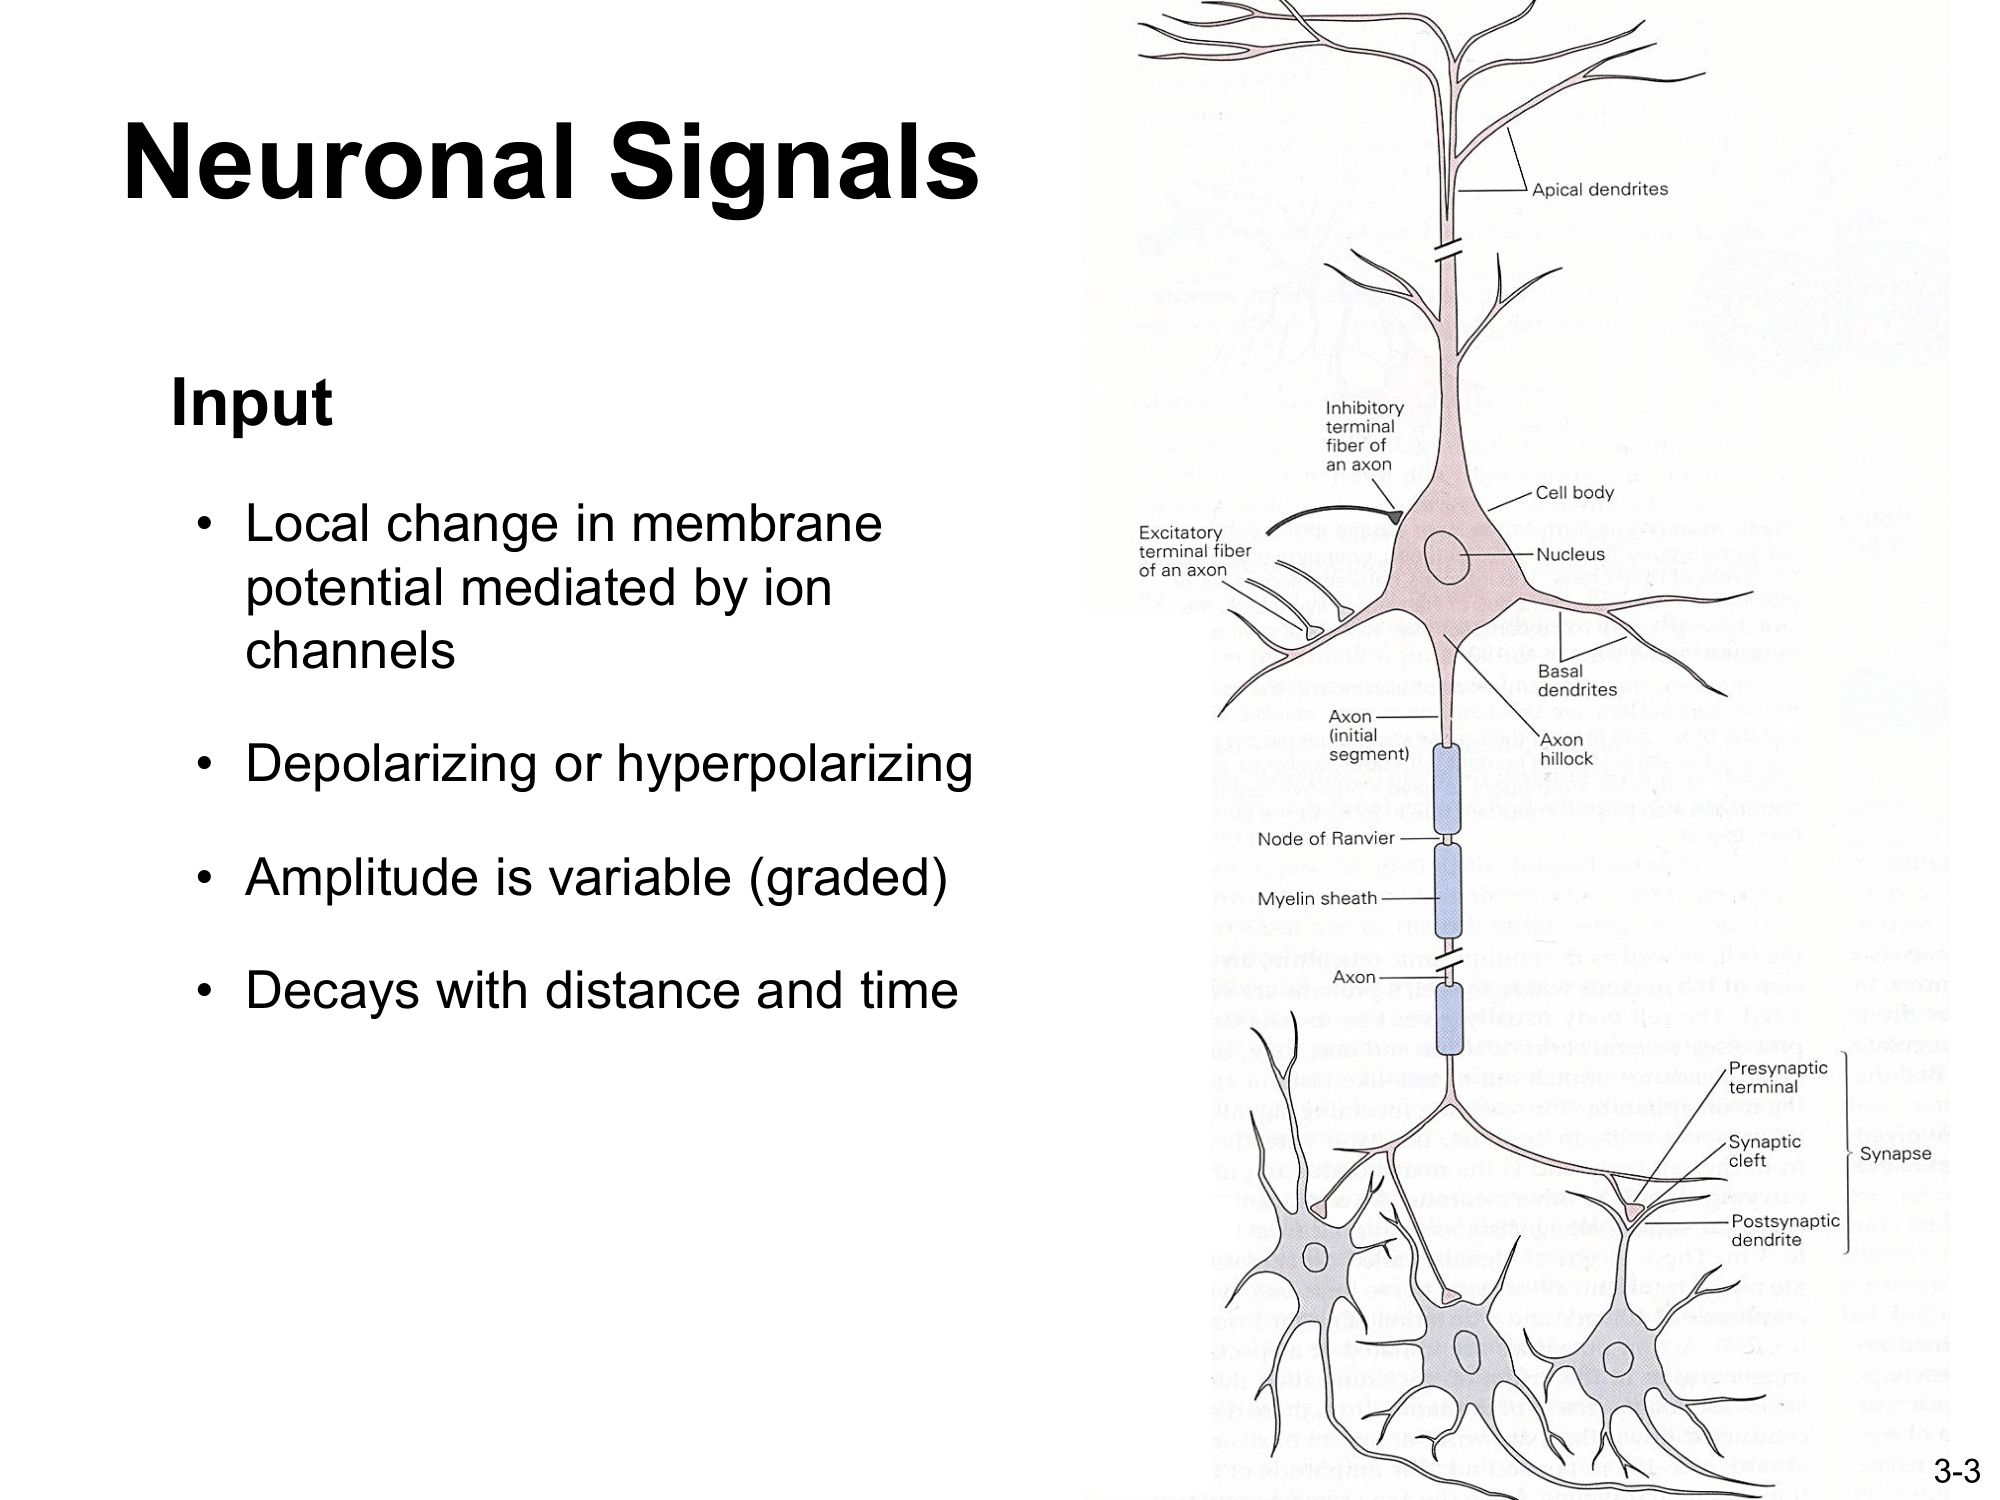 Neuronal Signals
Input
• Local change in membrane
potential mediated by ion
channels
• Depolarizing or hyperpolarizing
• Amplitude is variable (graded)
• Decays with distance and time
Apical dendrites
Inhibitory
terminal
fiber of
an axon
Cell body
Excitatory
terminal fiber
of an axon
Nucleus
Basal
dendrites
Axon
(initial
segment)
Axon
hillock
Node of Ranvier
Myelin sheath
Axon
Presynaptic
terminal
Synaptic
cleft
Synapse
Postsynaptic
dendrite
3-3